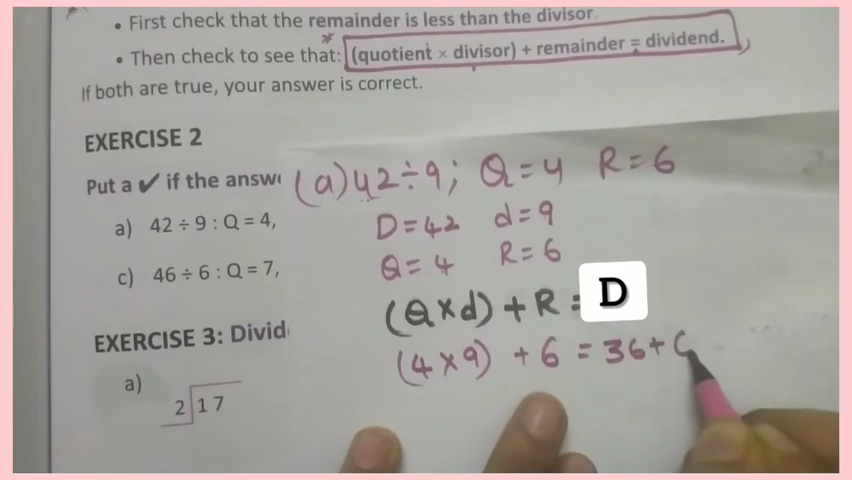 • First check that the remainder is less than the divisor.
• Then check to see that: (quotient × divisor) + remainder = dividend.
If both are true, your answer is correct.
EXERCISE 2
Put a ✔ if the answ
(a) 42 ÷ 9 ; Q = 4 R = 6
a) 42 ÷ 9 : Q = 4,
D = 42 d = 9
c) 46 ÷ 6 : Q = 7,
Q = 4 R = 6
(Q × d) + R = D
EXERCISE 3: Divid
(4 × 9) + 6 = 36 +
a)
2 17